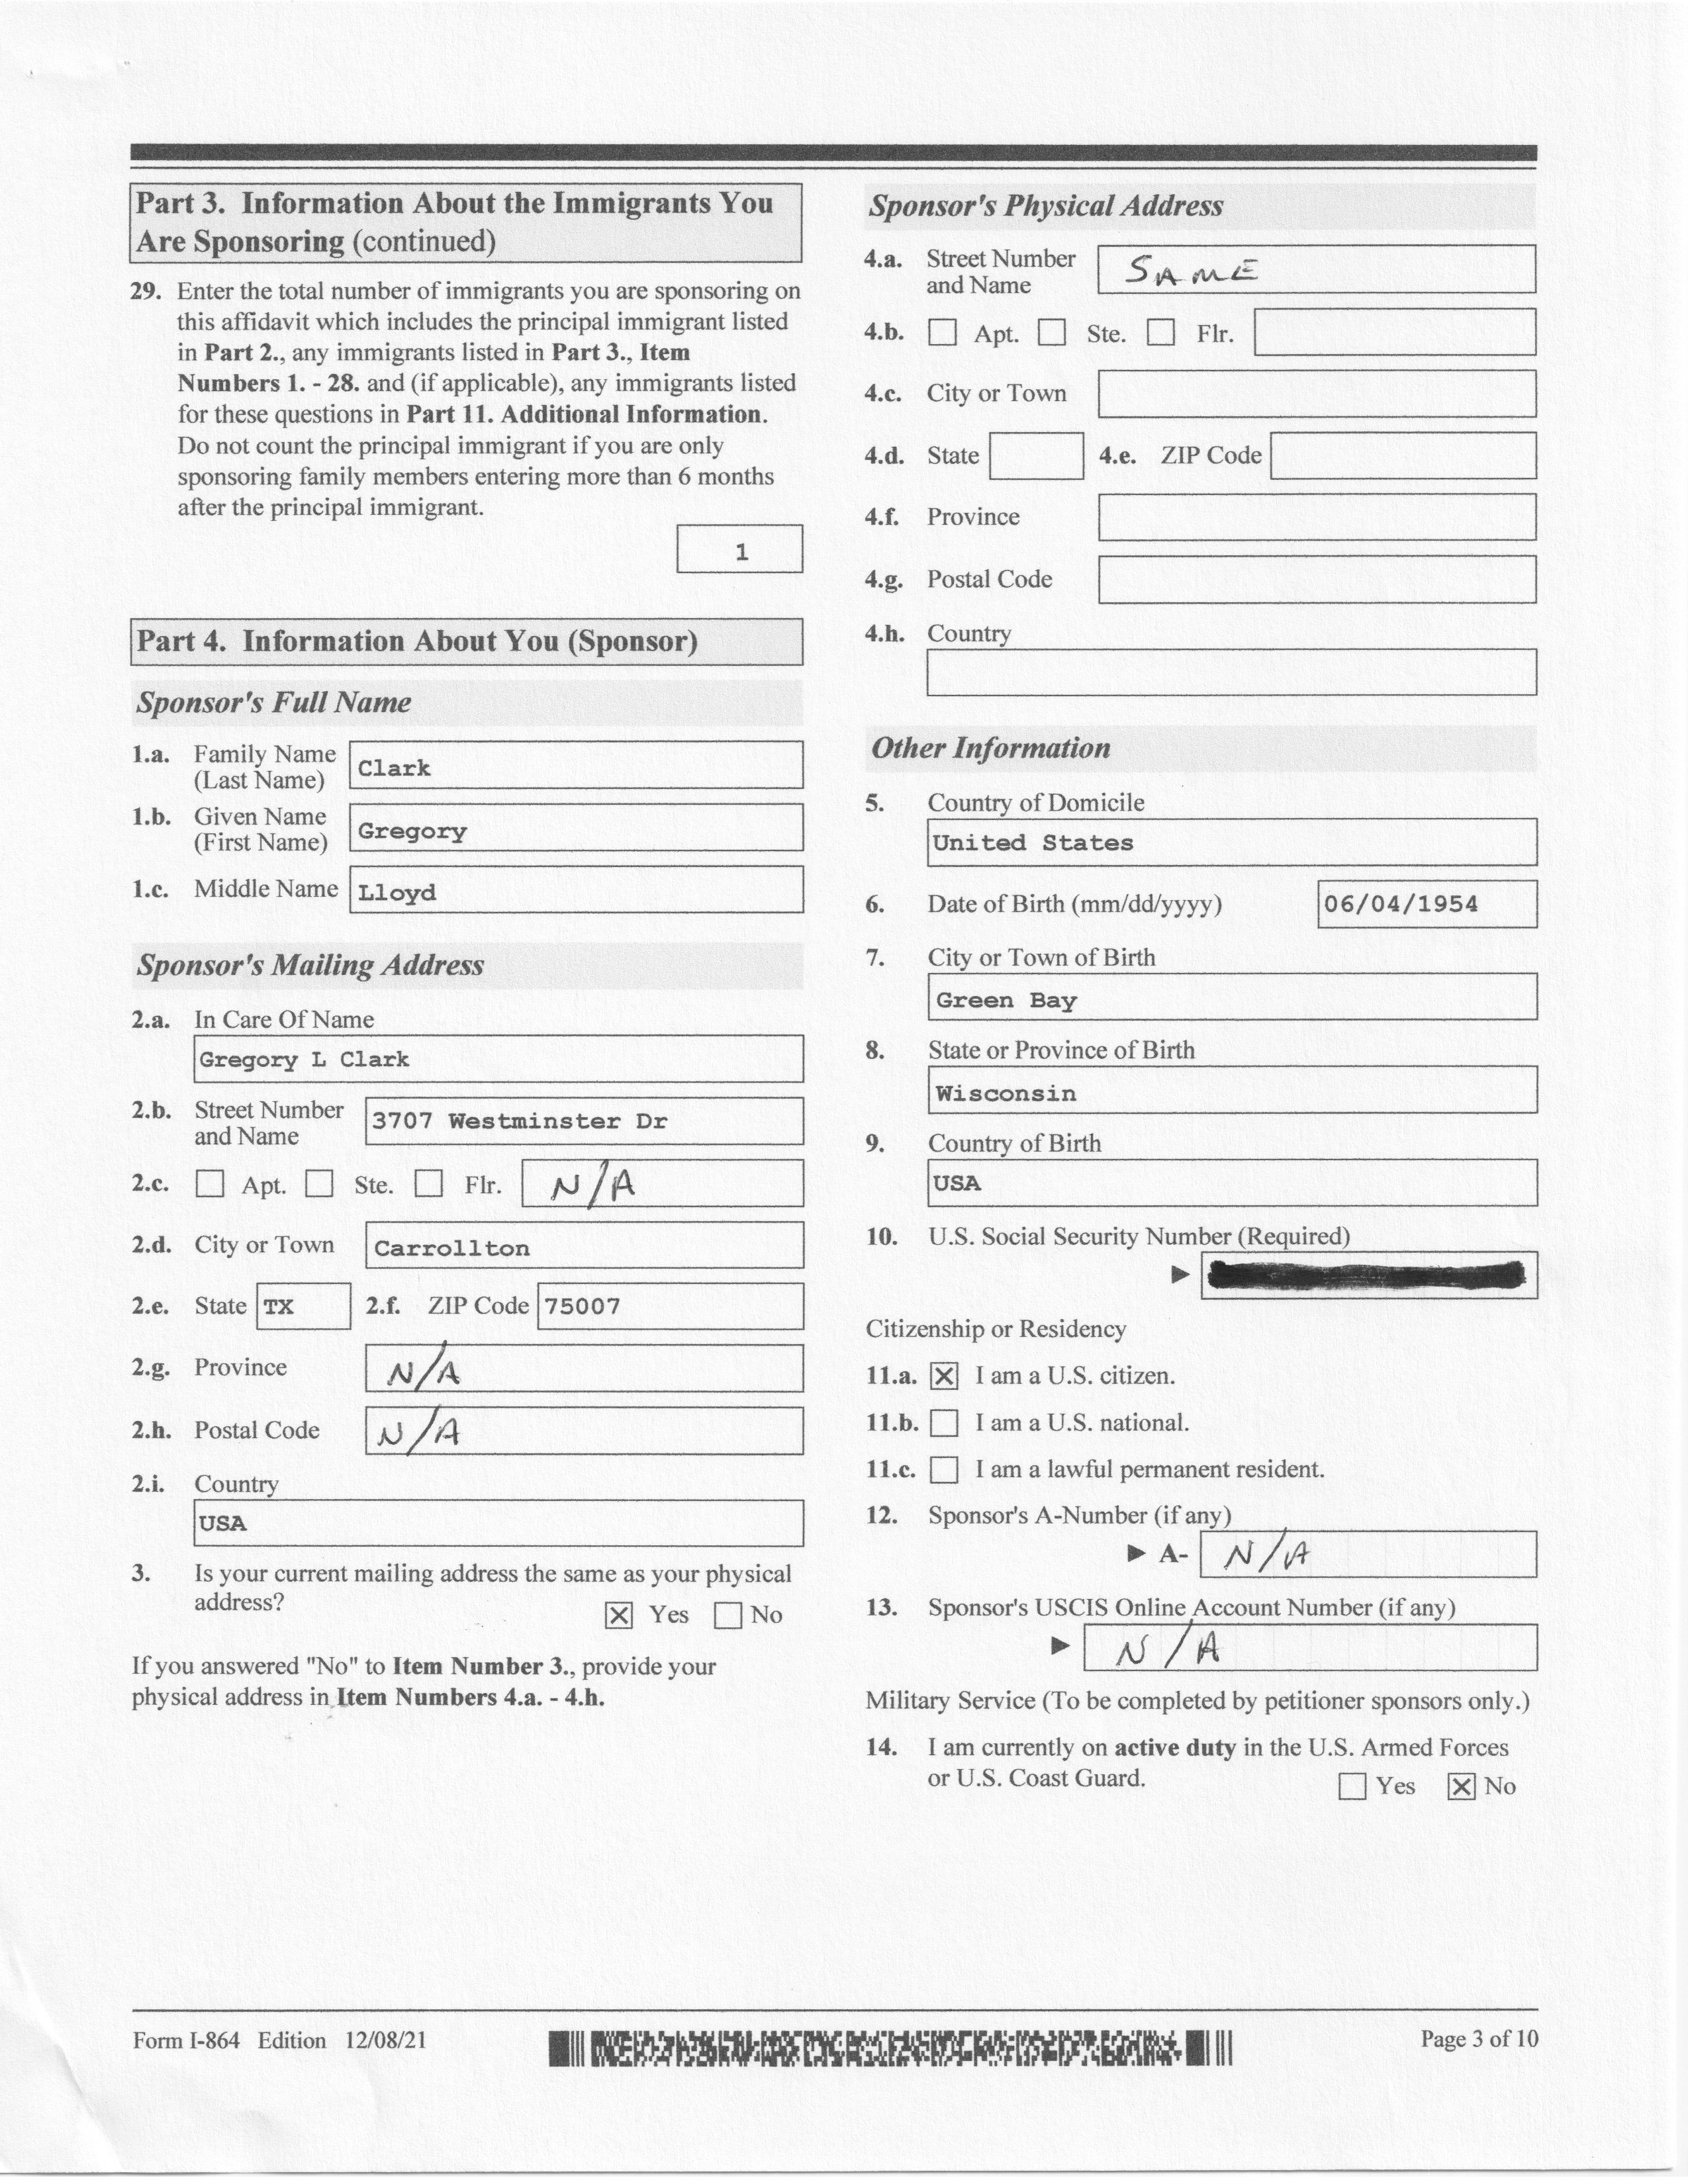 Part 3. Information About the Immigrants You
Are Sponsoring (continued)
29. Enter the total number of immigrants you are sponsoring on
this affidavit which includes the principal immigrant listed
in Part 2., any immigrants listed in Part 3., Item
Numbers 1. - 28. and (if applicable), any immigrants listed
for these questions in Part 11. Additional Information.
Do not count the principal immigrant if you are only
sponsoring family members entering more than 6 months
after the principal immigrant.
1
Part 4. Information About You (Sponsor)
Sponsor's Full Name
1.a. Family Name
(Last Name)
Clark
1.b. Given Name
(First Name)
Gregory
1.c. Middle Name Lloyd
Sponsor's Mailing Address
2.a. In Care Of Name
Gregory L Clark
2.b. Street Number
and Name
3707 Westminster Dr
2.c. Apt. Ste. Flr. N/A
2.d. City or Town Carrollton
2.e. State TX 2.f. ZIP Code 75007
2.g. Province N/A
2.h. Postal Code N/A
2.i. Country
USA
3. Is your current mailing address the same as your physical
address? X Yes No
If you answered "No" to Item Number 3., provide your
physical address in Item Numbers 4.a. - 4.h.
Sponsor's Physical Address
4.a. Street Number
and Name
SAME
4.b. Apt. Ste. Flr.
4.c. City or Town
4.d. State 4.e. ZIP Code
4.f. Province
4.g. Postal Code
4.h. Country
Other Information
5. Country of Domicile
United States
6. Date of Birth (mm/dd/yyyy) 06/04/1954
7. City or Town of Birth
Green Bay
8. State or Province of Birth
Wisconsin
9. Country of Birth
USA
10. U.S. Social Security Number (Required)
Citizenship or Residency
11.a. X I am a U.S. citizen.
11.b. I am a U.S. national.
11.c. I am a lawful permanent resident.
12. Sponsor's A-Number (if any)
A- N/A
13. Sponsor's USCIS Online Account Number (if any)
N/A
Military Service (To be completed by petitioner sponsors only.)
14. I am currently on active duty in the U.S. Armed Forces
or U.S. Coast Guard. Yes X No
Form I-864 Edition 12/08/21
Page 3 of 10